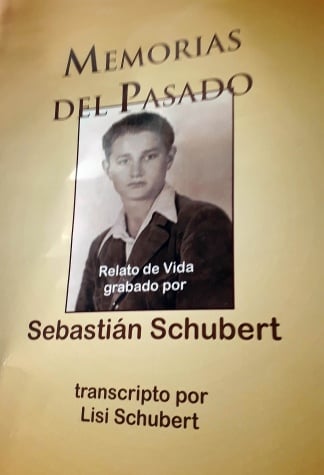 MEMORIAS
DEL PASADO
Relato de Vida
grabado por
Sebastián Schubert
transcripto por
Lisi Schubert